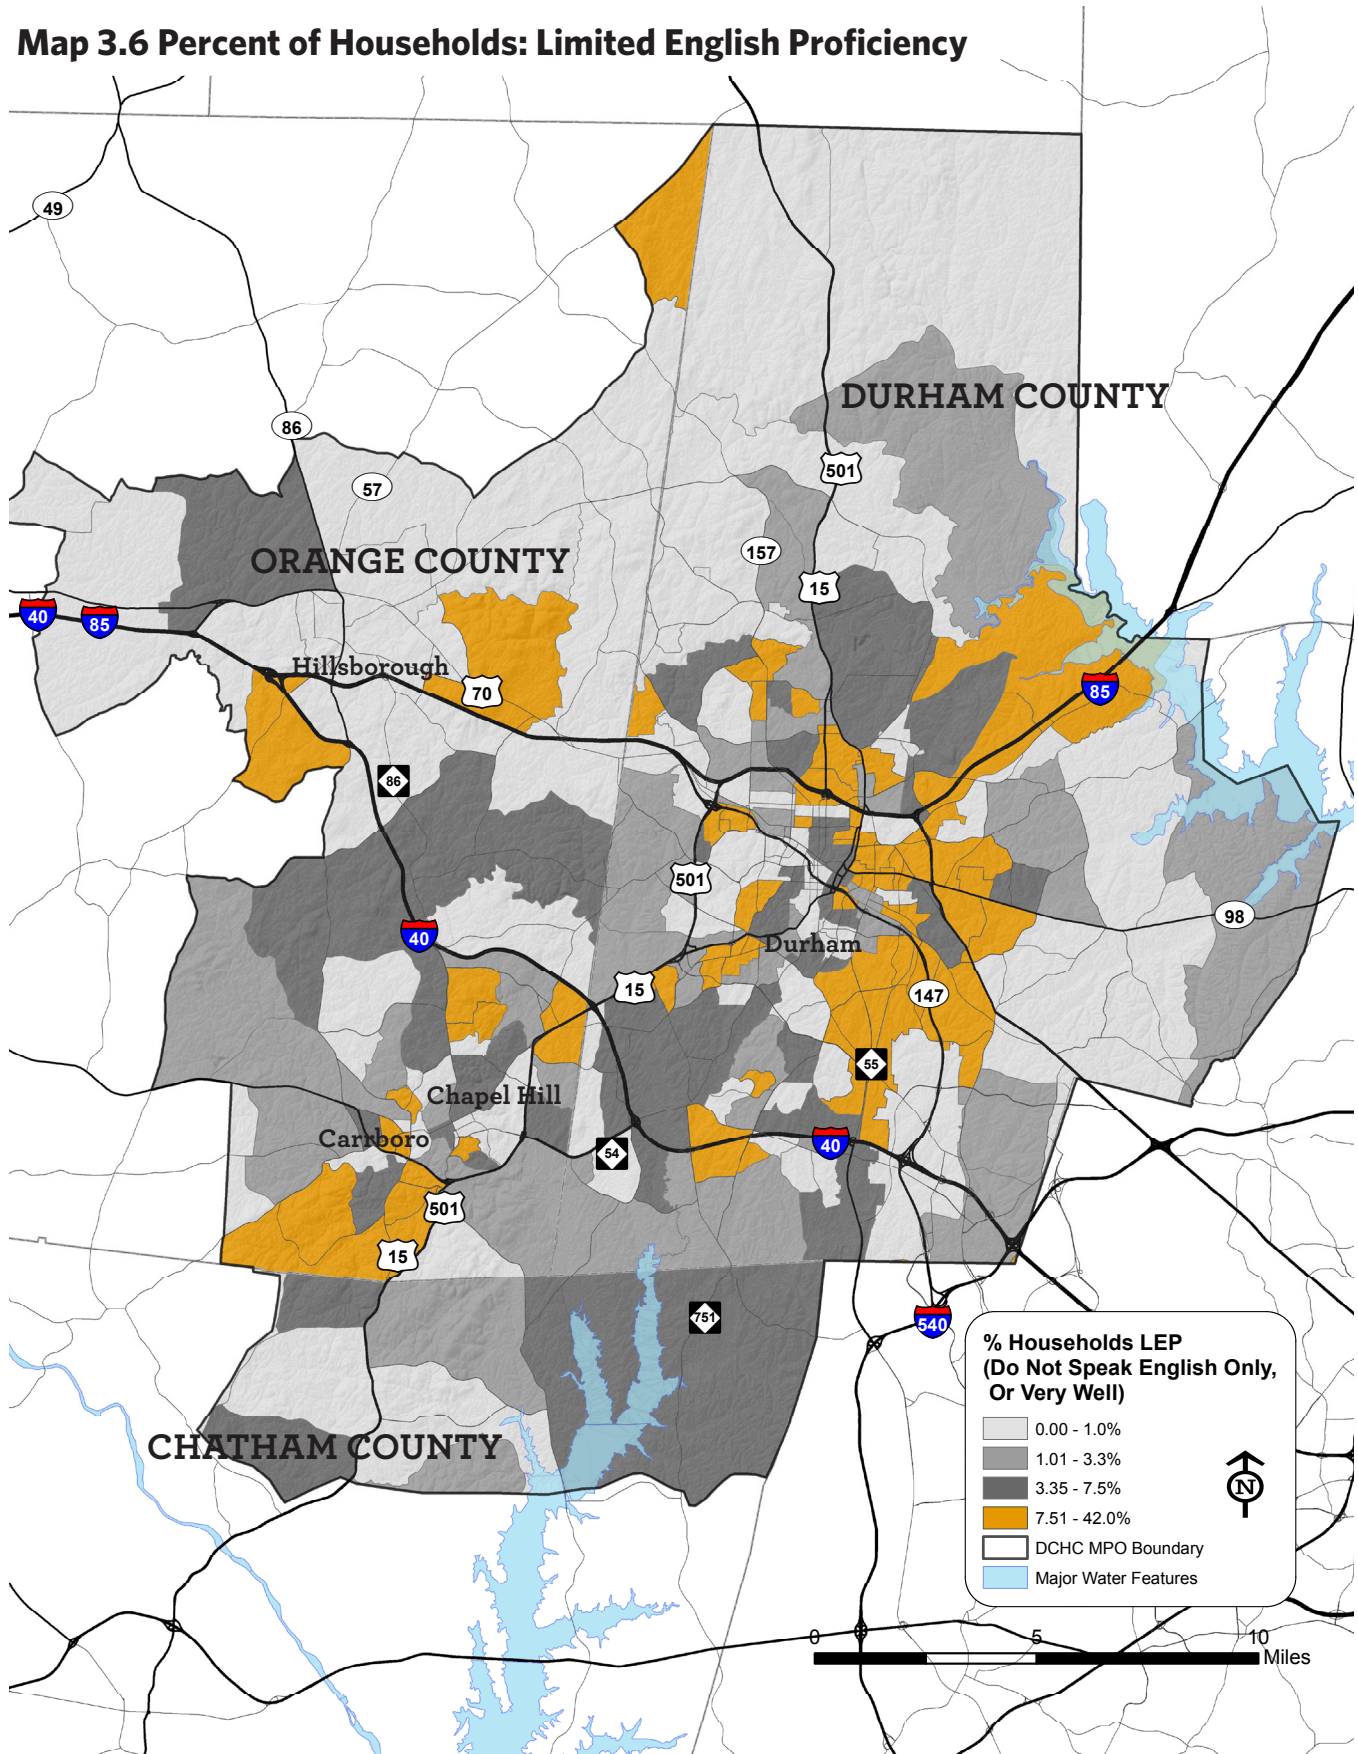 Map 3.6 Percent of Households: Limited English Proficiency
49
DURHAM COUNTY
86
501
57
157
ORANGE COUNTY
15
40
85
Hillsborough
70
85
86
501
98
40
Durham
15
147
55
Chapel Hill
Carrboro
40
54
501
15
751
540
CHATHAM COUNTY
% Households LEP
(Do Not Speak English Only,
Or Very Well)
0.00 - 1.0%
1.01 - 3.3%
3.35 - 7.5%
7.51 - 42.0%
DCHC MPO Boundary
Major Water Features
N
0 5 10
Miles